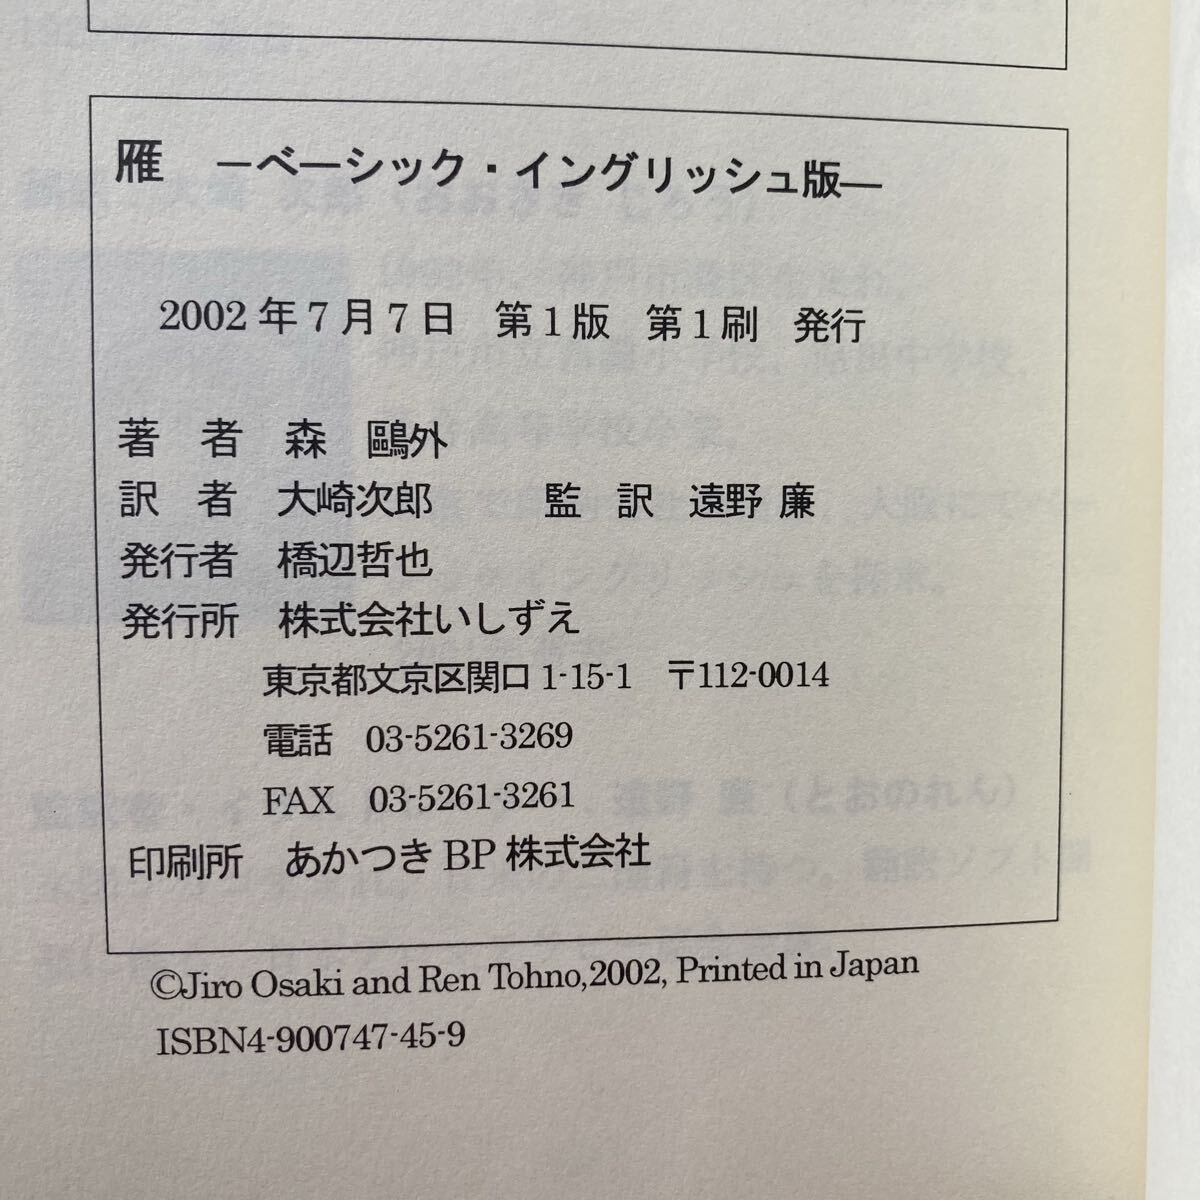 雁　―ベーシック・イングリッシュ版―
2002年7月7日　第1版　第1刷　発行
著　者　森　鷗外
訳　者　大崎次郎　　　監　訳　遠野 廉
発行者　橋辺哲也
発行所　株式会社いしずえ
東京都文京区関口 1-15-1　〒112-0014
電話　03-5261-3269
FAX　03-5261-3261
印刷所　あかつきBP株式会社
©Jiro Osaki and Ren Tohno,2002, Printed in Japan
ISBN4-900747-45-9